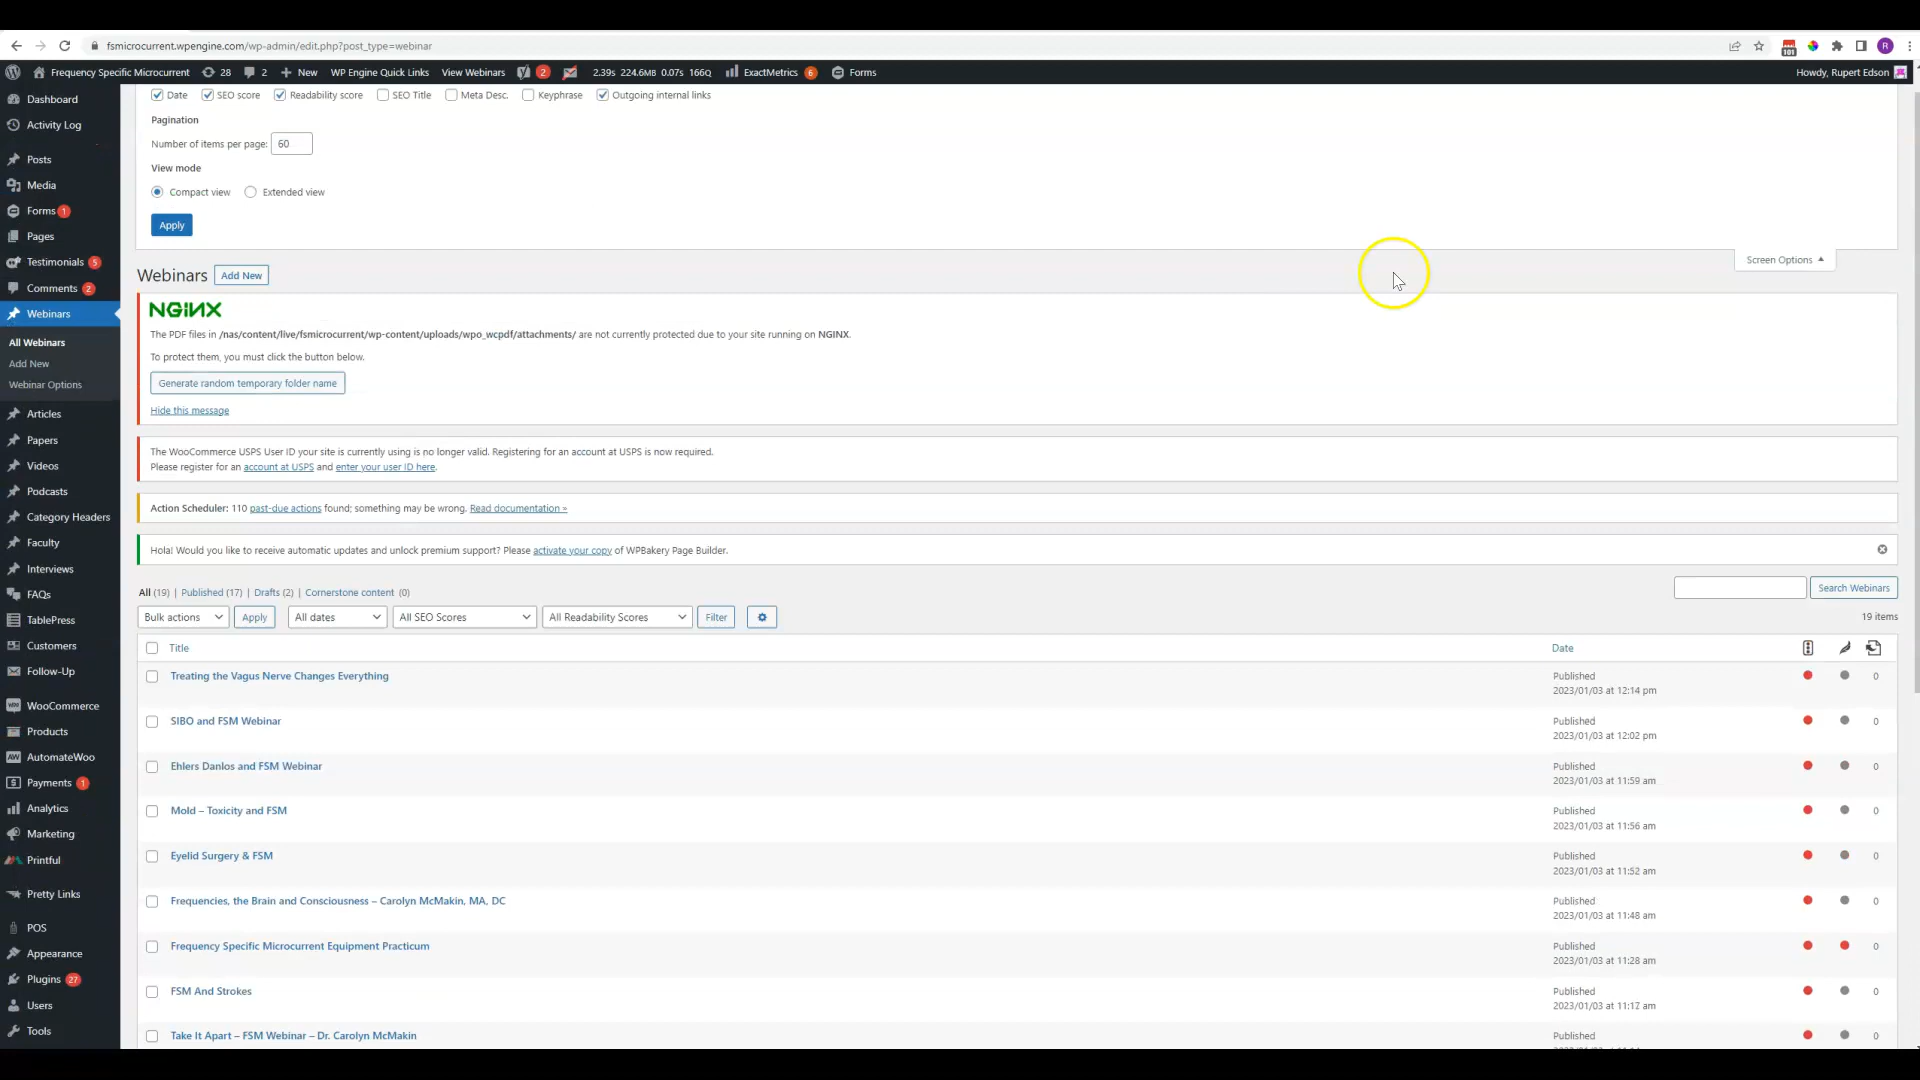 fsmicrocurrent.wpengine.com/wp-admin/edit.php?post_type=webinar
101
R
Frequency Specific Microcurrent
28
2
New
WP Engine Quick Links
View Webinars
2
2.39s 224.6MB 0.07s 166Q
ExactMetrics
6
Forms
Howdy, Rupert Edson
Dashboard
Activity Log
Posts
Media
Forms 1
Pages
Testimonials 5
Comments 2
Webinars
All Webinars
Add New
Webinar Options
Articles
Papers
Videos
Podcasts
Category Headers
Faculty
Interviews
FAQs
TablePress
Customers
Follow-Up
WooCommerce
Products
AutomateWoo
Payments 1
Analytics
Marketing
Printful
Pretty Links
POS
Appearance
Plugins 27
Users
Tools
Date SEO score Readability score SEO Title Meta Desc. Keyphrase Outgoing internal links
Pagination
Number of items per page: 60
View mode
Compact view Extended view
Apply
Screen Options
Webinars Add New
NGiNX
The PDF files in /nas/content/live/fsmicrocurrent/wp-content/uploads/wpo_wcpdf/attachments/ are not currently protected due to your site running on NGINX.
To protect them, you must click the button below.
Generate random temporary folder name
Hide this message
The WooCommerce USPS User ID your site is currently using is no longer valid. Registering for an account at USPS is now required.
Please register for an account at USPS and enter your user ID here.
Action Scheduler: 110 past-due actions found; something may be wrong. Read documentation »
Hola! Would you like to receive automatic updates and unlock premium support? Please activate your copy of WPBakery Page Builder.
All (19) | Published (17) | Drafts (2) | Cornerstone content (0)
Search Webinars
Bulk actions Apply All dates All SEO Scores All Readability Scores Filter
19 items
Title Date
Treating the Vagus Nerve Changes Everything Published 0
2023/01/03 at 12:14 pm
SIBO and FSM Webinar Published 0
2023/01/03 at 12:02 pm
Ehlers Danlos and FSM Webinar Published 0
2023/01/03 at 11:59 am
Mold – Toxicity and FSM Published 0
2023/01/03 at 11:56 am
Eyelid Surgery & FSM Published 0
2023/01/03 at 11:52 am
Frequencies, the Brain and Consciousness – Carolyn McMakin, MA, DC Published 0
2023/01/03 at 11:48 am
Frequency Specific Microcurrent Equipment Practicum Published 0
2023/01/03 at 11:28 am
FSM And Strokes Published 0
2023/01/03 at 11:17 am
Take It Apart – FSM Webinar – Dr. Carolyn McMakin Published 0